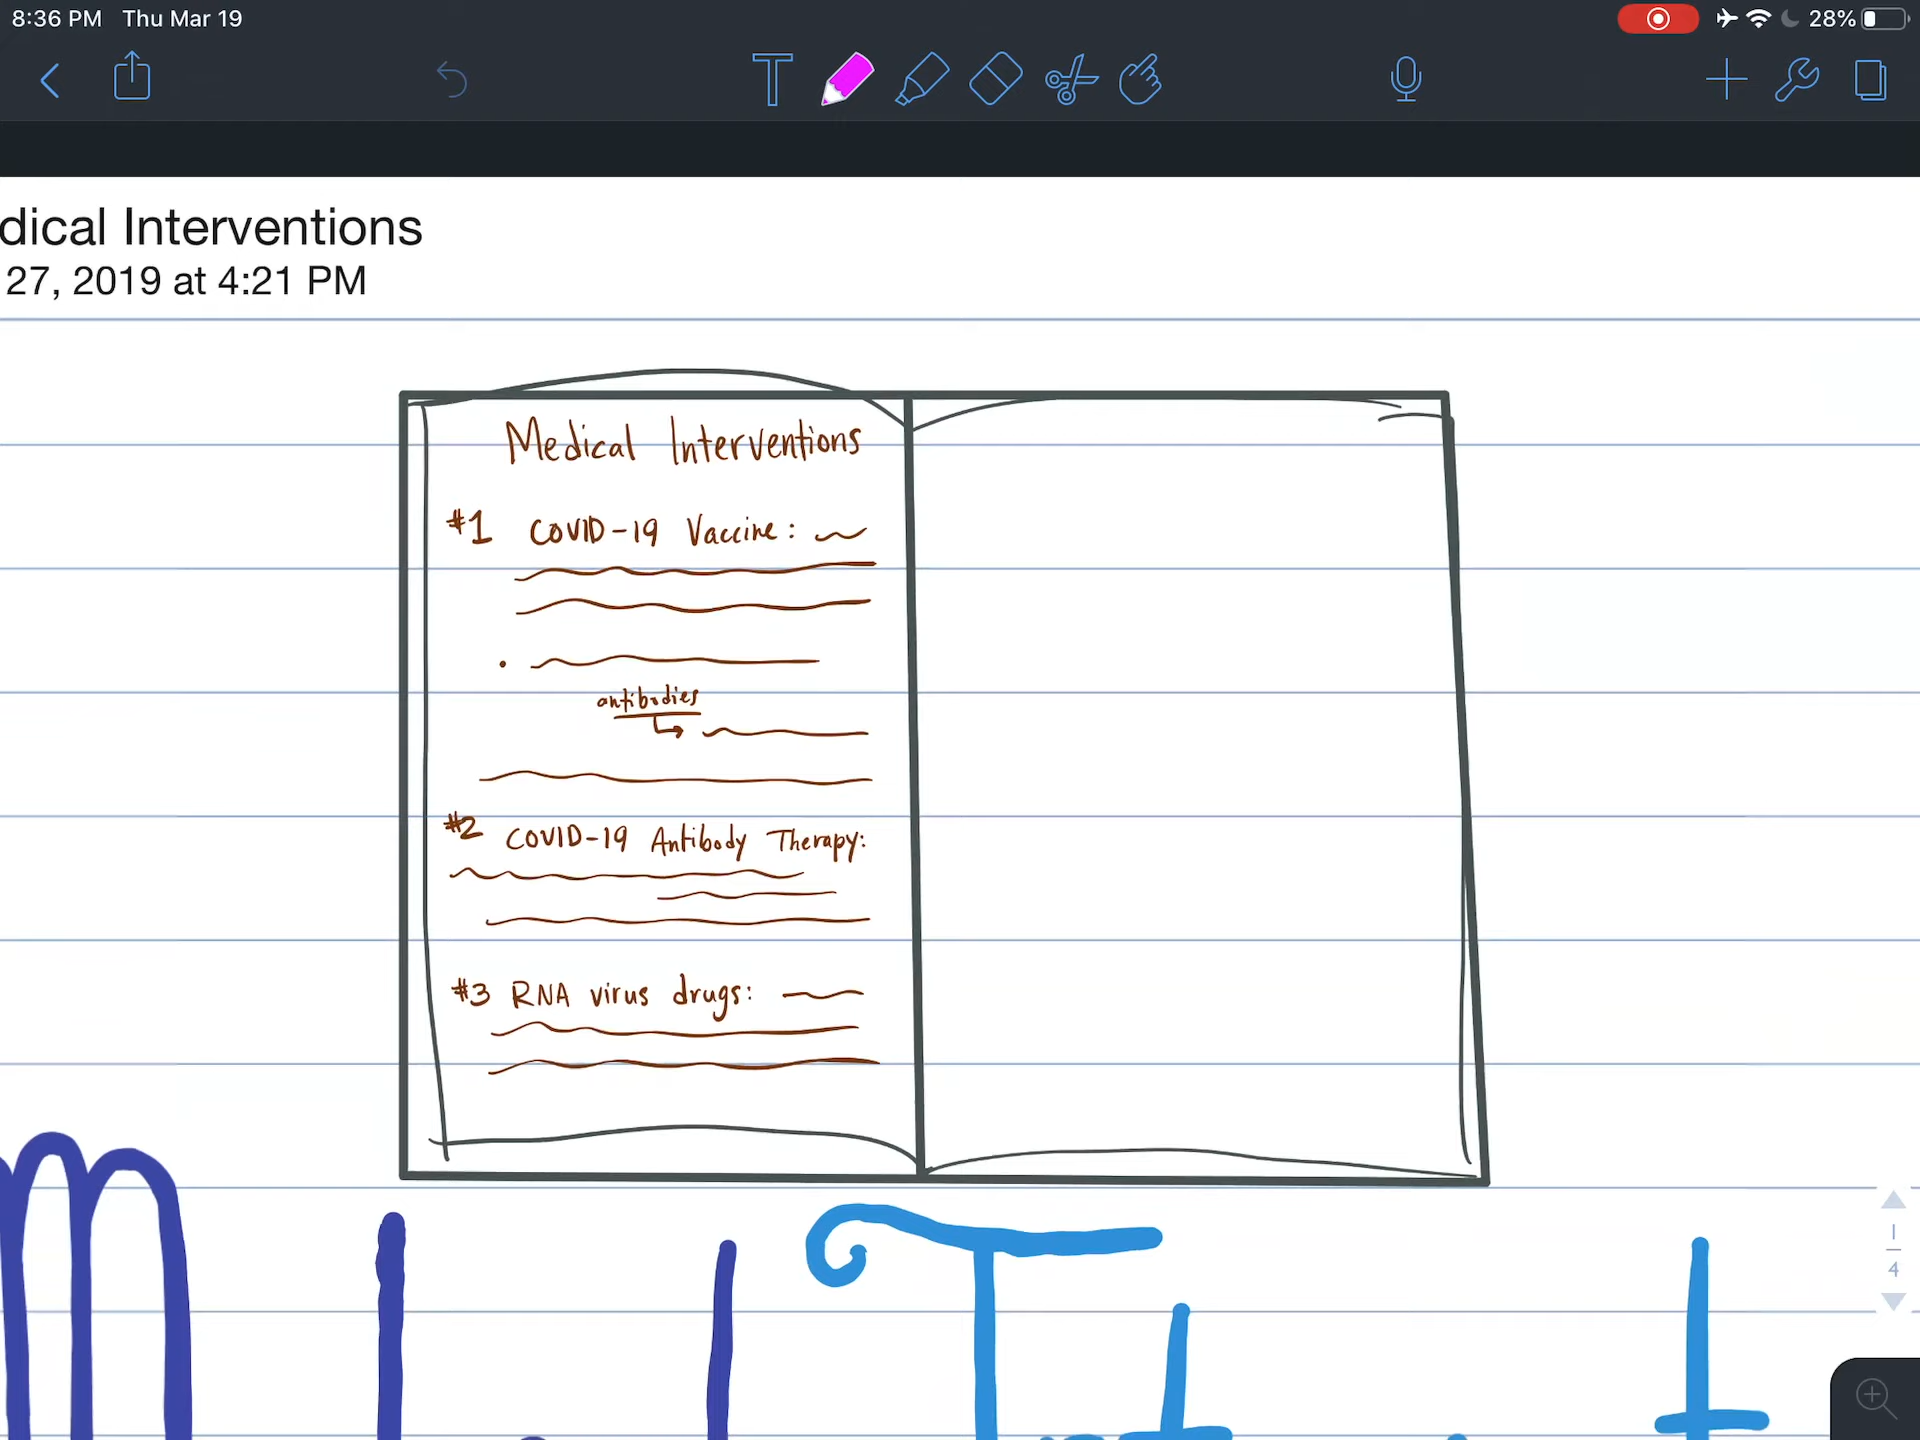 8:36 PM Thu Mar 19
28%
T
dical Interventions
27, 2019 at 4:21 PM
Medical Interventions
#1 COVID-19 Vaccine:
antibodies
#2 COVID-19 Antibody Therapy:
#3 RNA virus drugs:
1
4